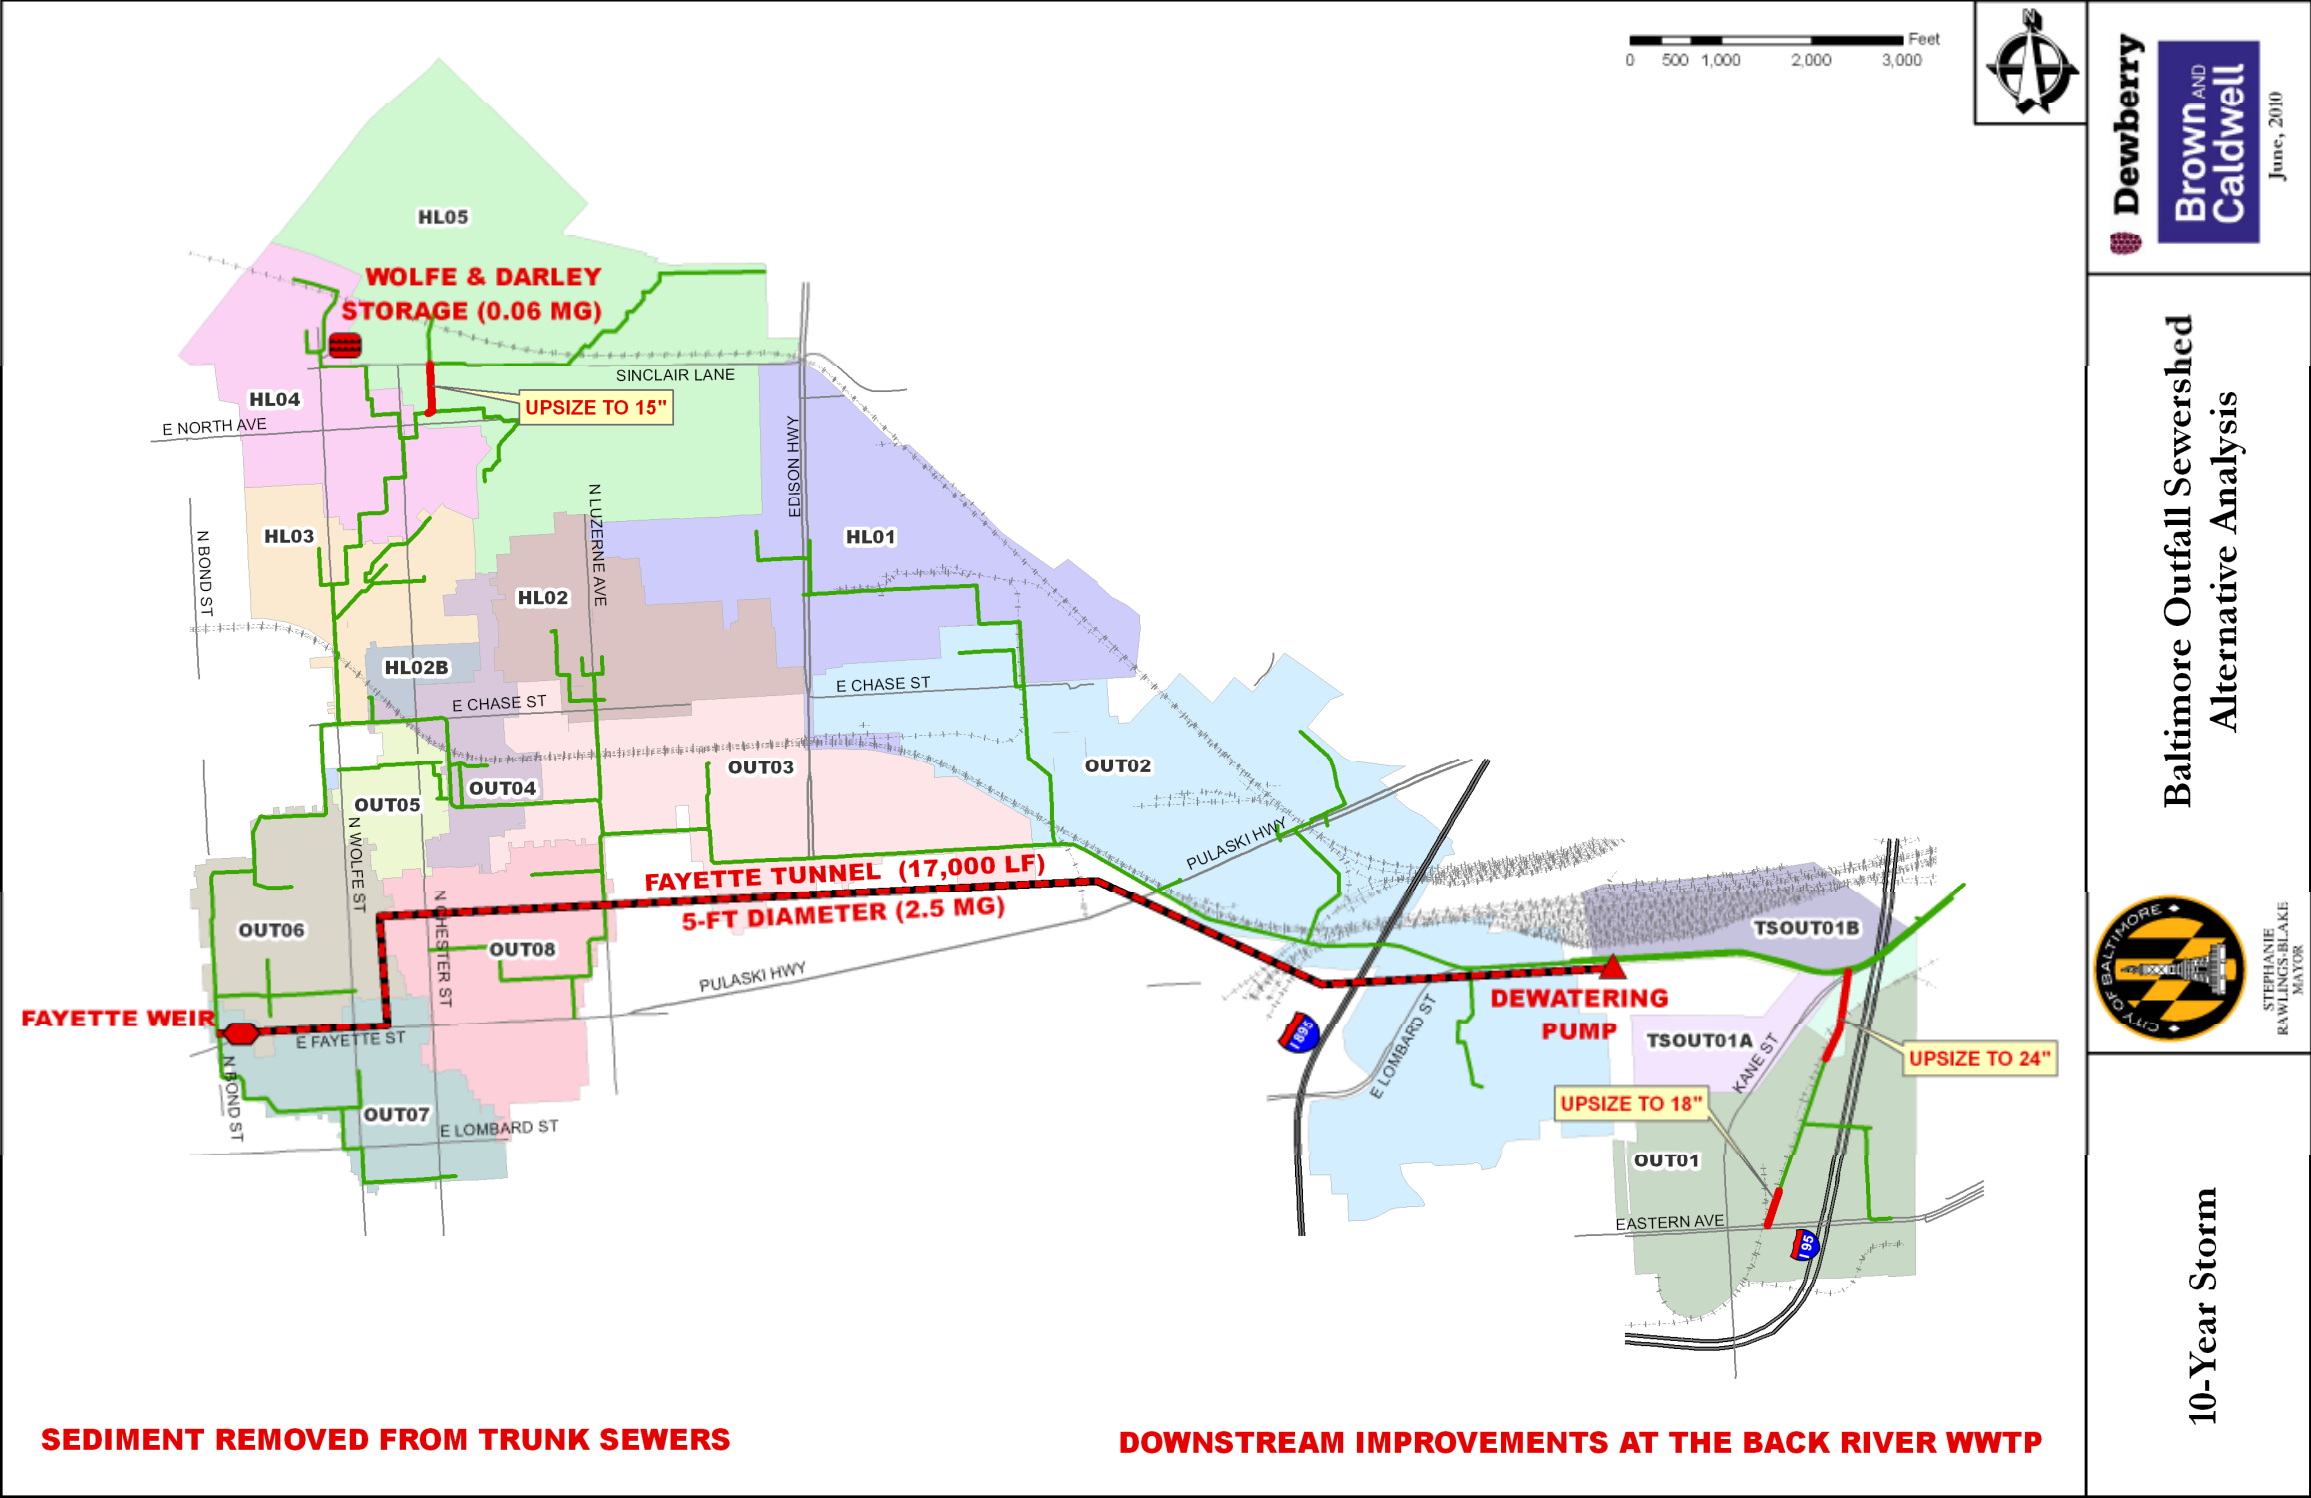 Feet
0 500 1,000 2,000 3,000
N
Dewberry
Brown AND
Caldwell
June, 2010
Baltimore Outfall Sewershed
Alternative Analysis
CITY OF BALTIMORE
STEPHANIE
RAWLINGS-BLAKE
MAYOR
10-Year Storm
HL05
WOLFE & DARLEY
STORAGE (0.06 MG)
SINCLAIR LANE
HL04
UPSIZE TO 15"
E NORTH AVE
EDISON HWY
N LUZERNE AVE
HL03
HL01
N BOND ST
HL02
HL02B
E CHASE ST
E CHASE ST
OUT03
OUT02
OUT04
OUT05
N WOLFE ST
PULASKI HWY
FAYETTE TUNNEL (17,000 LF)
5-FT DIAMETER (2.5 MG)
N CHESTER ST
OUT06
OUT08
TSOUT01B
PULASKI HWY
DEWATERING
PUMP
FAYETTE WEIR
E FAYETTE ST
I 895
E LOMBARD ST
TSOUT01A
KANE ST
UPSIZE TO 24"
UPSIZE TO 18"
N BOND ST
OUT07
E LOMBARD ST
OUT01
EASTERN AVE
I 95
SEDIMENT REMOVED FROM TRUNK SEWERS
DOWNSTREAM IMPROVEMENTS AT THE BACK RIVER WWTP